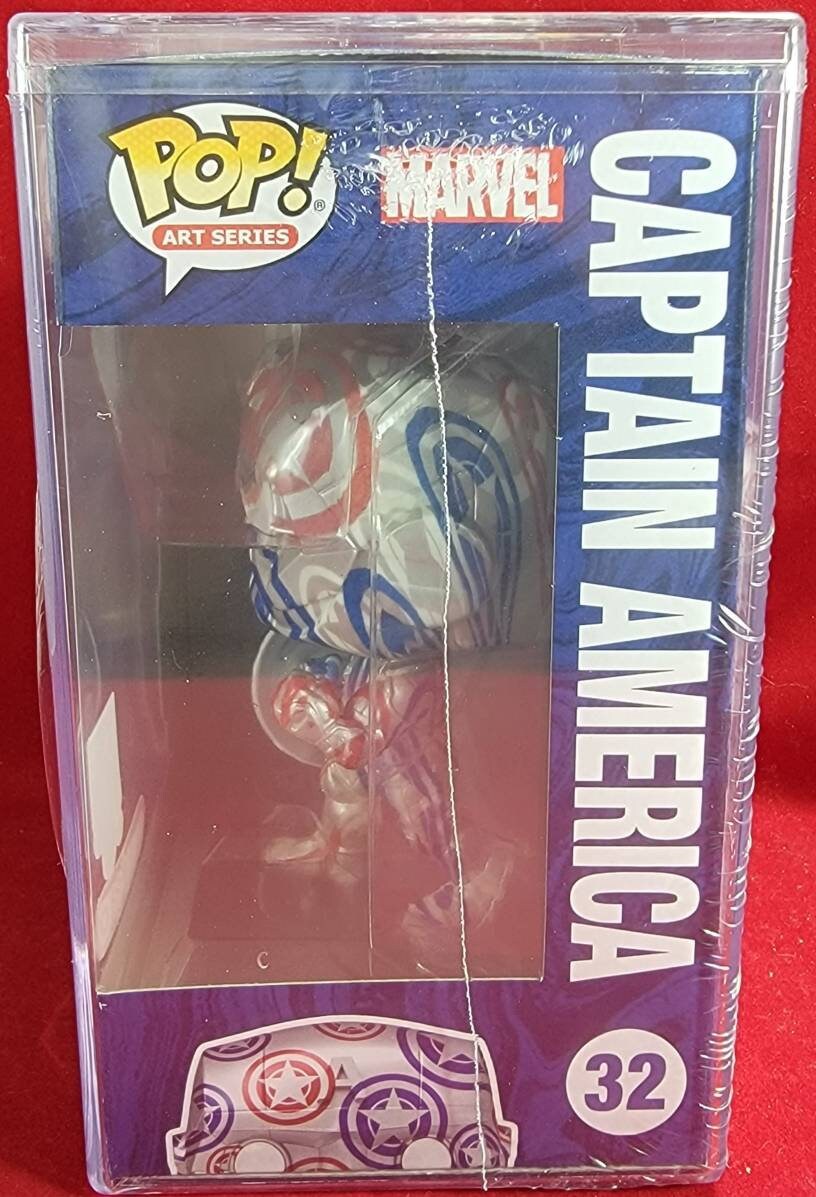 POP!
®
ART SERIES
MARVEL
CAPTAIN AMERICA
32
A
C